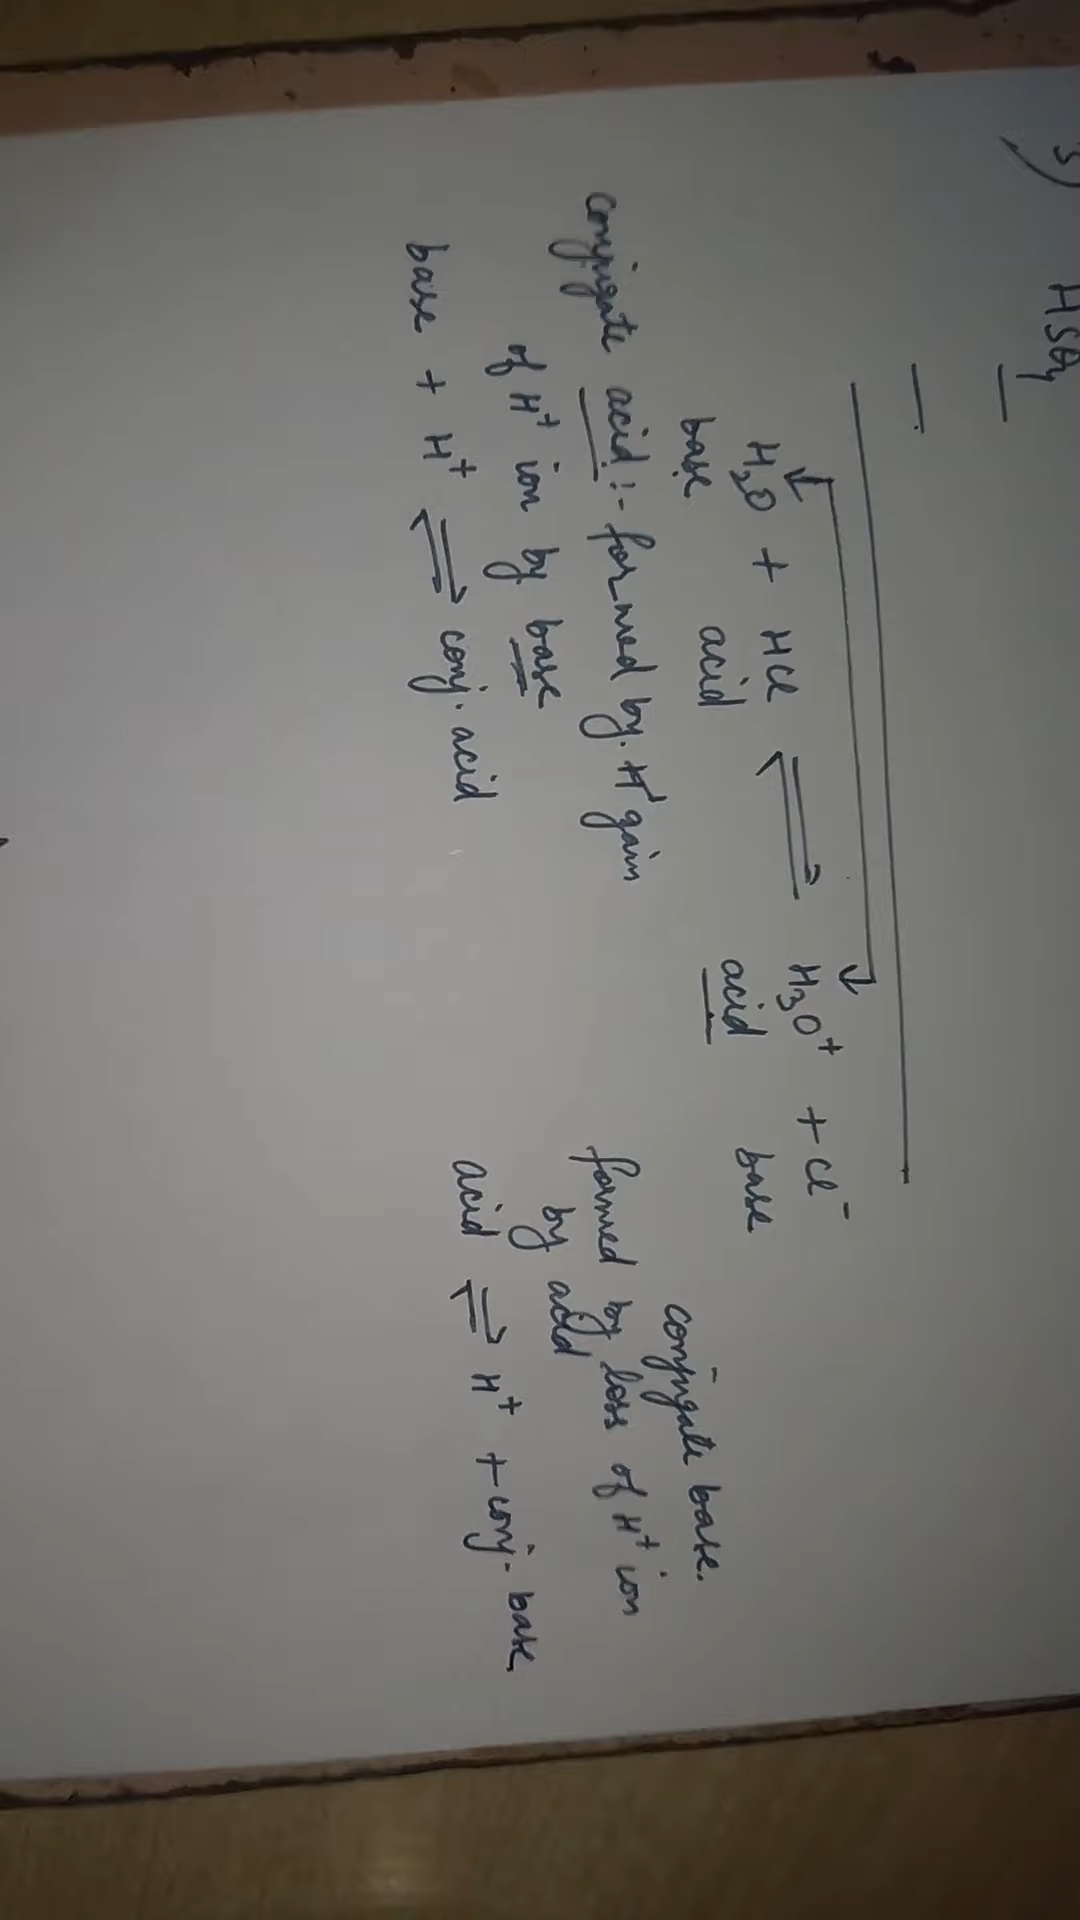 3) HSO4
H2O + HCl ⇌ H3O+ + Cl-
base acid acid base
conjugate acid :- formed by H+ gain
of H+ ion by base
base + H+ ⇌ conj. acid
conjugate base.
formed by loss of H+ ion
by acid
acid ⇌ H+ + conj. base